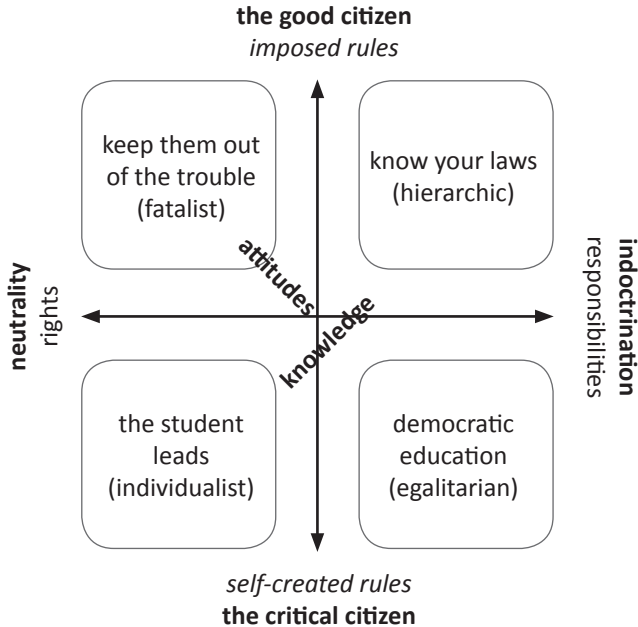 the good citizen
imposed rules
keep them out
of the trouble
(fatalist)
know your laws
(hierarchic)
attitudes
knowledge
neutrality
rights
indoctrination
responsibilities
the student
leads
(individualist)
democratic
education
(egalitarian)
self-created rules
the critical citizen